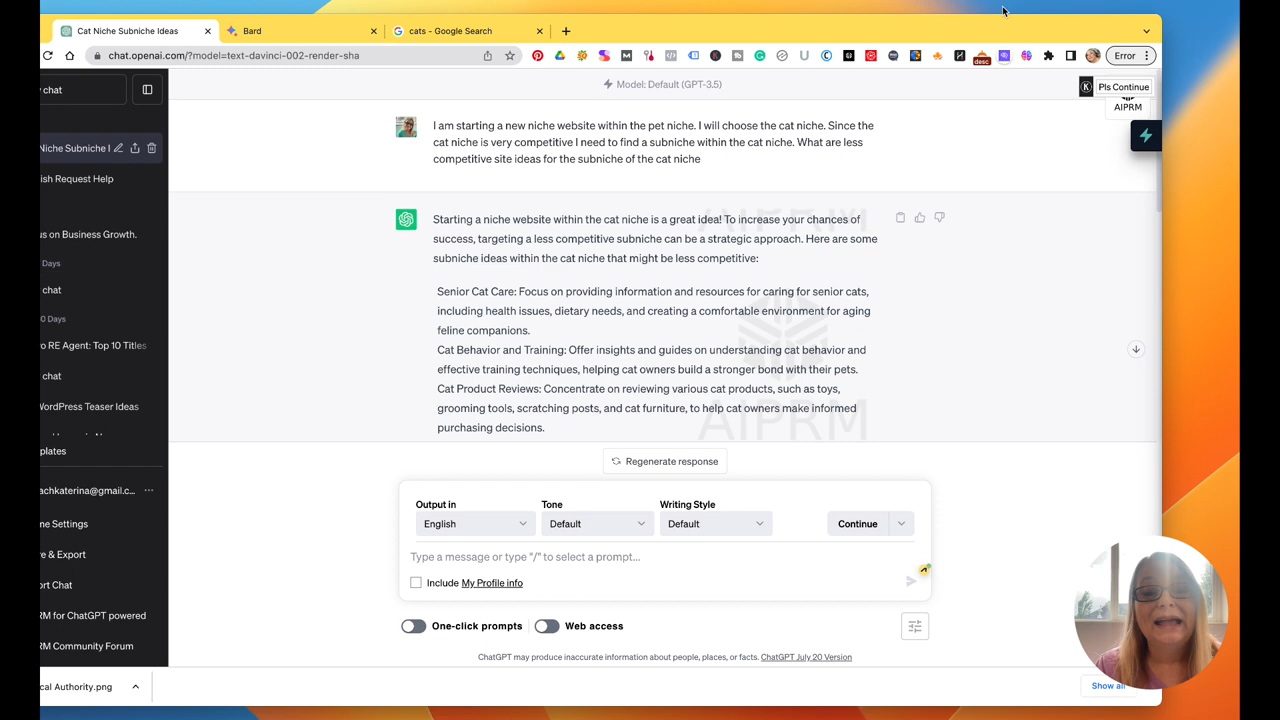 Cat Niche Subniche Ideas
Bard
cats - Google Search
chat.openai.com/?model=text-davinci-002-render-sha
desc
Error
chat
Model: Default (GPT-3.5)
Pls Continue
AIPRM
Niche Subniche I
ish Request Help
us on Business Growth.
Days
chat
0 Days
o RE Agent: Top 10 Titles
chat
WordPress Teaser Ideas
plates
achkaterina@gmail.c...
me Settings
e & Export
ort Chat
RM for ChatGPT powered
RM Community Forum
I am starting a new niche website within the pet niche. I will choose the cat niche. Since the
cat niche is very competitive I need to find a subniche within the cat niche. What are less
competitive site ideas for the subniche of the cat niche
Starting a niche website within the cat niche is a great idea! To increase your chances of
success, targeting a less competitive subniche can be a strategic approach. Here are some
subniche ideas within the cat niche that might be less competitive:
Senior Cat Care: Focus on providing information and resources for caring for senior cats,
including health issues, dietary needs, and creating a comfortable environment for aging
feline companions.
Cat Behavior and Training: Offer insights and guides on understanding cat behavior and
effective training techniques, helping cat owners build a stronger bond with their pets.
Cat Product Reviews: Concentrate on reviewing various cat products, such as toys,
grooming tools, scratching posts, and cat furniture, to help cat owners make informed
purchasing decisions.
AIPRM
Regenerate response
Output in
Tone
Writing Style
English
Default
Default
Continue
Type a message or type "/" to select a prompt...
Include My Profile info
One-click prompts
Web access
ChatGPT may produce inaccurate information about people, places, or facts. ChatGPT July 20 Version
cal Authority.png
Show all